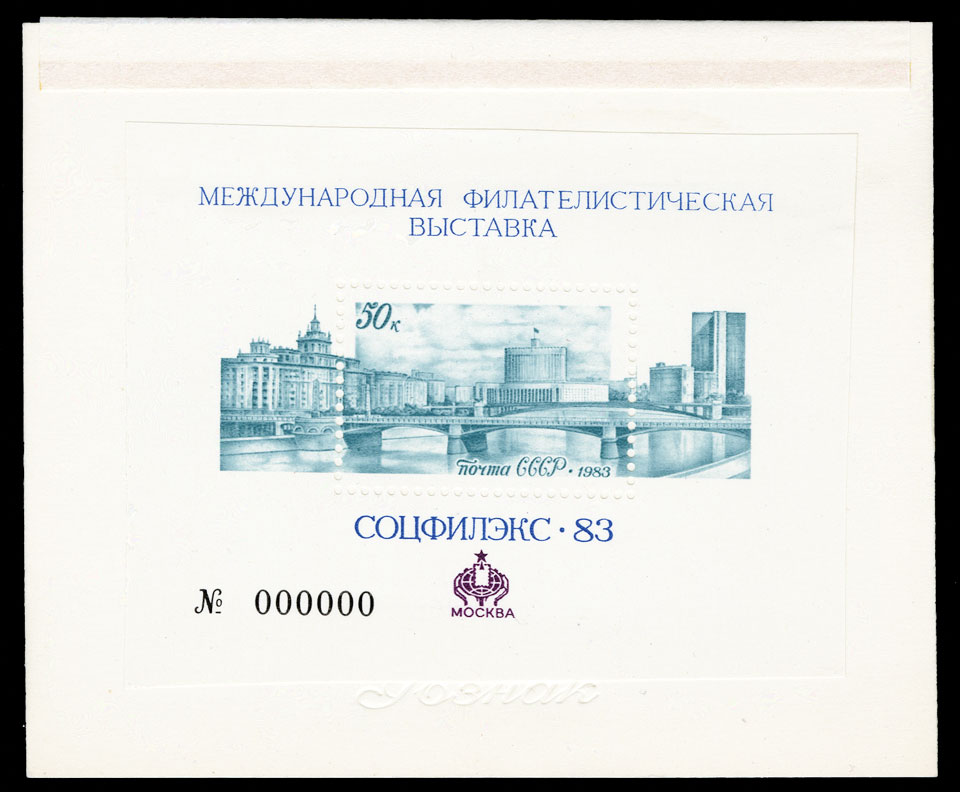 МЕЖДУНАРОДНАЯ ФИЛАТЕЛИСТИЧЕСКАЯ
ВЫСТАВКА
50к
почта СССР • 1983
СОЦФИЛЭКС • 83
МОСКВА
№ 000000
Гознак